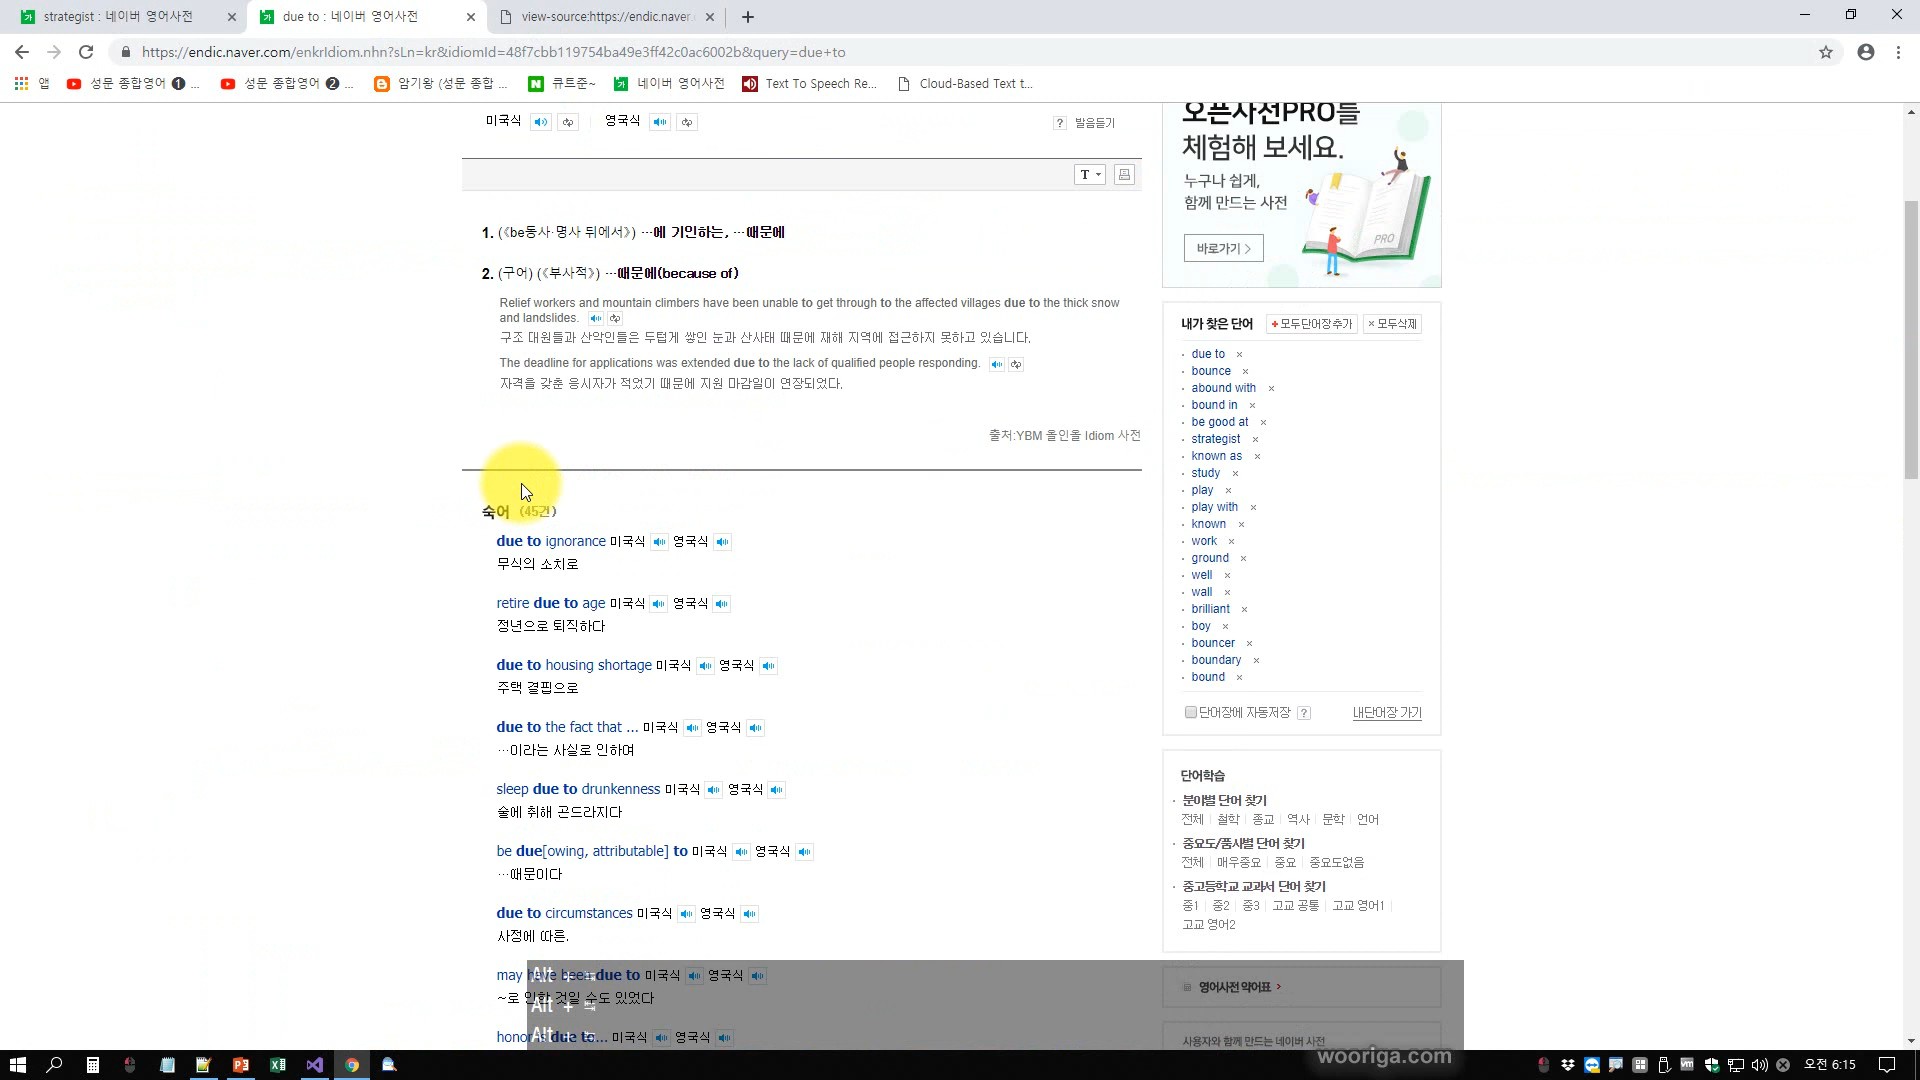 strategist : 네이버 영어사전
due to : 네이버 영어사전
view-source:https://endic.naver.
https://endic.naver.com/enkrIdiom.nhn?sLn=kr&idiomId=48f7cbb119754ba49e3ff42c0ac6002b&query=due+to
앱 성문 종합영어 ❶ ... 성문 종합영어 ❷ ... 암기왕 (성문 종합 ... 큐트준~ 네이버 영어사전 Text To Speech Re... Cloud-Based Text t...
미국식 영국식 ? 발음듣기
T
1. (《be동사·명사 뒤에서》) …에 기인하는, …때문에
2. (구어) (《부사적》) …때문에(because of)
Relief workers and mountain climbers have been unable to get through to the affected villages due to the thick snow
and landslides.
구조 대원들과 산악인들은 두텁게 쌓인 눈과 산사태 때문에 재해 지역에 접근하지 못하고 있습니다.
The deadline for applications was extended due to the lack of qualified people responding.
자격을 갖춘 응시자가 적었기 때문에 지원 마감일이 연장되었다.
출처:YBM 올인올 Idiom 사전
숙어 (45건)
due to ignorance 미국식 영국식
무식의 소치로
retire due to age 미국식 영국식
정년으로 퇴직하다
due to housing shortage 미국식 영국식
주택 결핍으로
due to the fact that ... 미국식 영국식
…이라는 사실로 인하여
sleep due to drunkenness 미국식 영국식
술에 취해 곤드라지다
be due[owing, attributable] to 미국식 영국식
…때문이다
due to circumstances 미국식 영국식
사정에 따른.
may have been due to 미국식 영국식
~로 인한 것일 수도 있었다
honor is due to... 미국식 영국식
Alt +
Alt +
Alt +
오픈사전PRO를
체험해 보세요.
누구나 쉽게,
함께 만드는 사전
바로가기 >
PRO
내가 찾은 단어 + 모두단어장추가 × 모두삭제
due to ×
bounce ×
abound with ×
bound in ×
be good at ×
strategist ×
known as ×
study ×
play ×
play with ×
known ×
work ×
ground ×
well ×
wall ×
brilliant ×
boy ×
bouncer ×
boundary ×
bound ×
단어장에 자동저장 ? 내단어장 가기
단어학습
분야별 단어 찾기
전체 철학 종교 역사 문학 언어
중요도/품사별 단어 찾기
전체 매우중요 중요 중요도없음
중고등학교 교과서 단어 찾기
중1 중2 중3 고교 공통 고교 영어1
고교 영어2
영어사전 약어표 >
사용자와 함께 만드는 네이버 사전
wooriga.com
오전 6:15